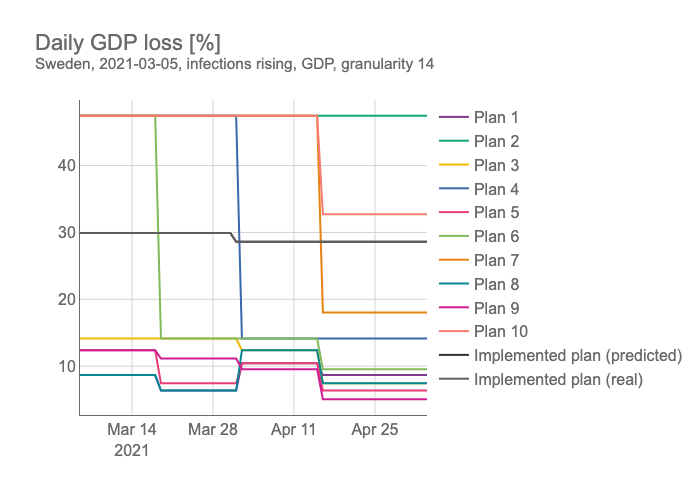 Daily GDP loss [%]
Sweden, 2021-03-05, infections rising, GDP, granularity 14
40
30
20
10
Mar 14
2021
Mar 28
Apr 11
Apr 25
Plan 1
Plan 2
Plan 3
Plan 4
Plan 5
Plan 6
Plan 7
Plan 8
Plan 9
Plan 10
Implemented plan (predicted)
Implemented plan (real)